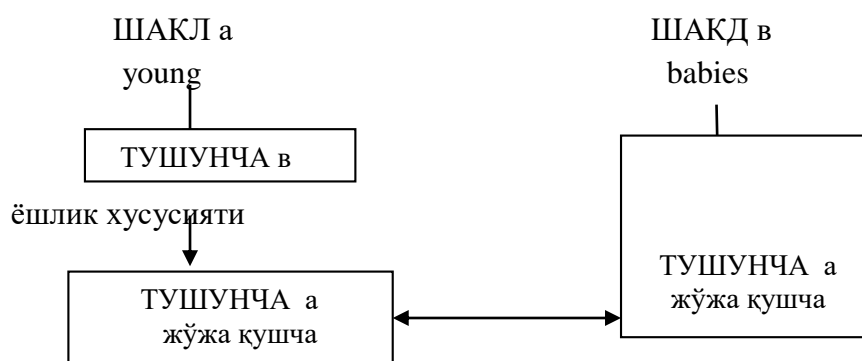 ШАКЛ а
young
ТУШУНЧА в
ёшлик хусусияти
ТУШУНЧА а
жўжа қушча
ШАКД в
babies
ТУШУНЧА а
жўжа қушча